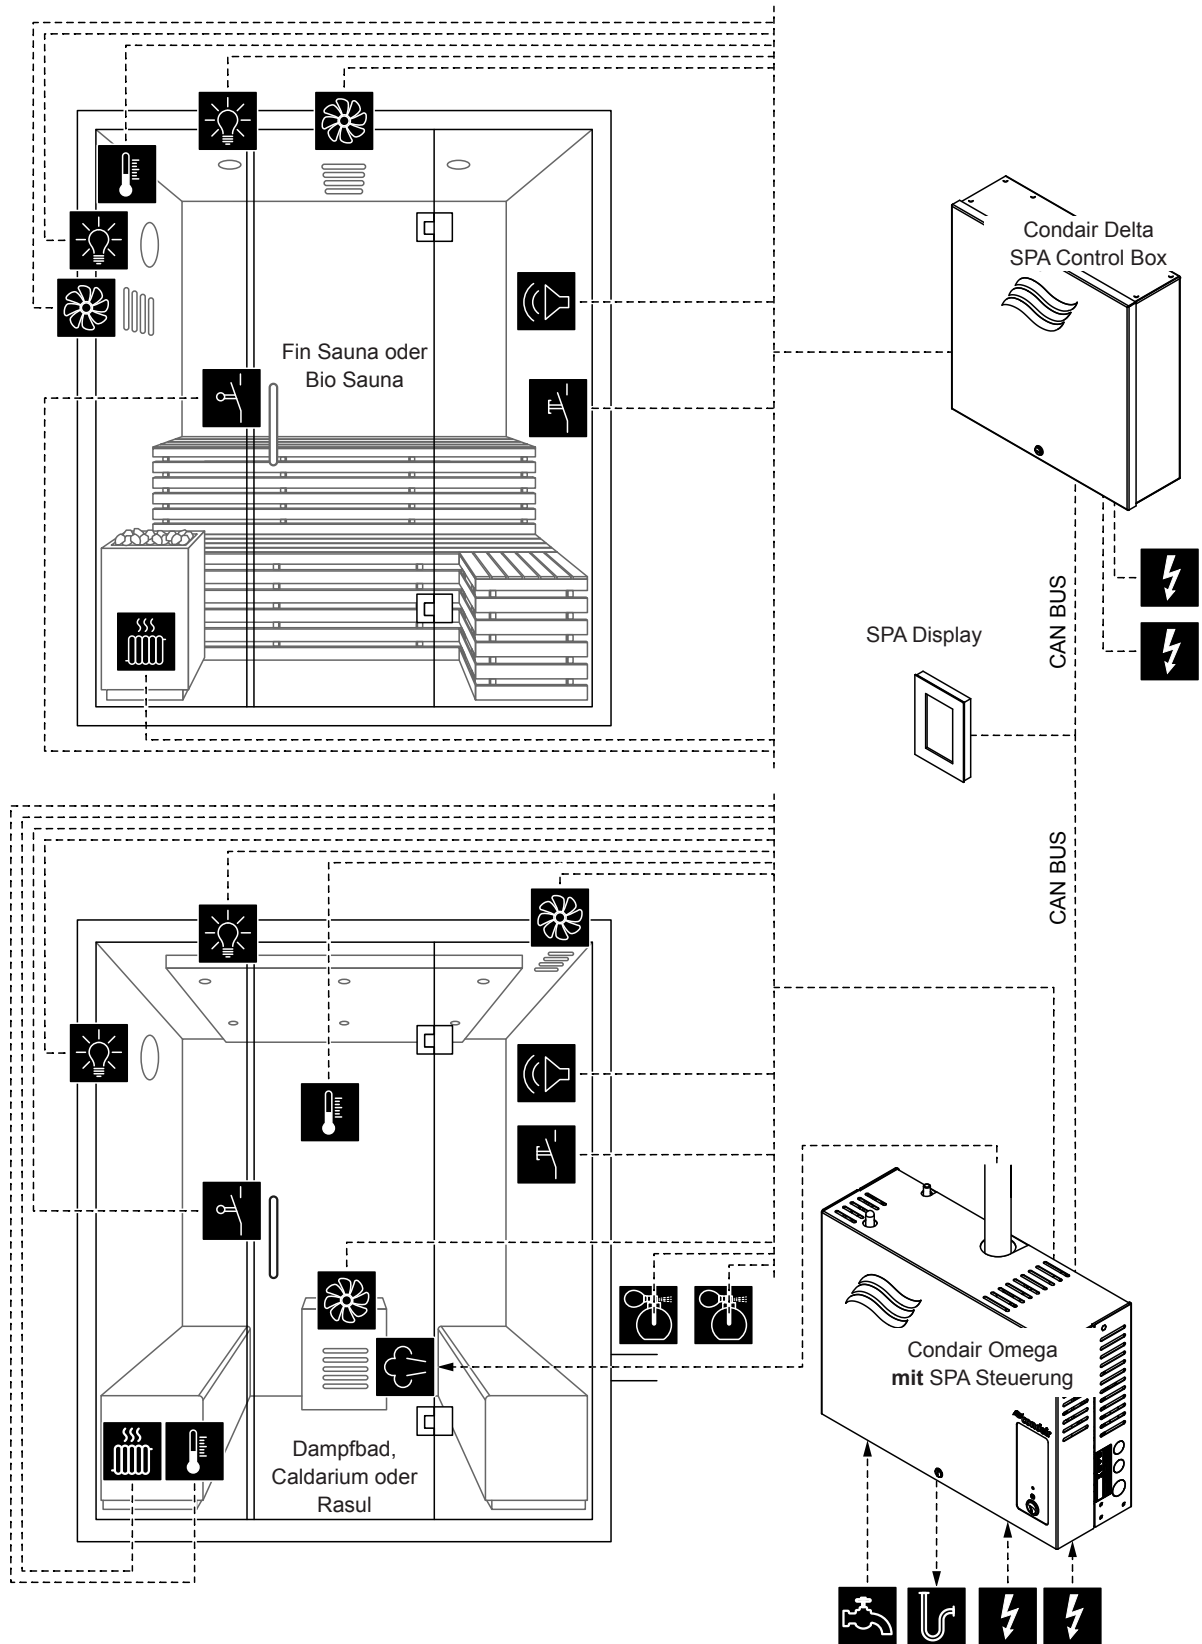 Condair Delta
SPA Control Box
Fin Sauna oder
Bio Sauna
CAN BUS
SPA Display
CAN BUS
Condair Omega
mit SPA Steuerung
Dampfbad,
Caldarium oder
Rasul